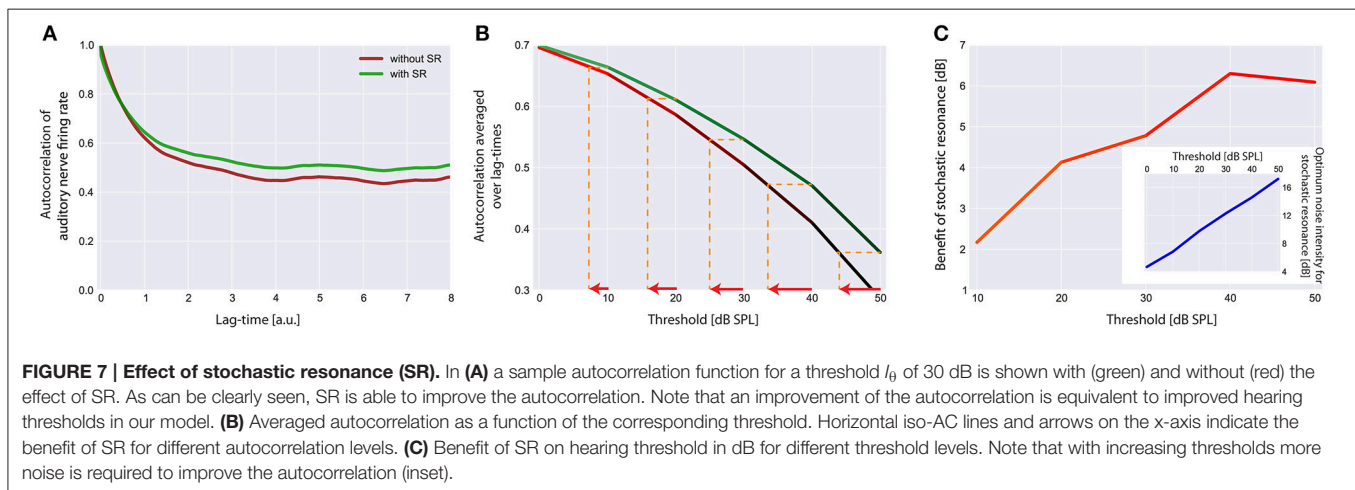 A
1.0
0.8
0.6
0.4
0.2
0.0
Autocorrelation of
auditory nerve firing rate
without SR
with SR
0 1 2 3 4 5 6 7 8
Lag-time [a.u.]
B
0.7
0.6
0.5
0.4
0.3
Autocorrelation averaged
over lag-times
0 10 20 30 40 50
Threshold [dB SPL]
C
7
6
5
4
3
2
1
Benefit of stochastic resonance [dB]
Threshold [dB SPL]
0 10 20 30 40 50
16
12
8
4
Optimum noise intensity for
stochastic resonance [dB]
10 20 30 40 50
Threshold [dB SPL]
FIGURE 7 | Effect of stochastic resonance (SR). In (A) a sample autocorrelation function for a threshold Iθ of 30 dB is shown with (green) and without (red) the
effect of SR. As can be clearly seen, SR is able to improve the autocorrelation. Note that an improvement of the autocorrelation is equivalent to improved hearing
thresholds in our model. (B) Averaged autocorrelation as a function of the corresponding threshold. Horizontal iso-AC lines and arrows on the x-axis indicate the
benefit of SR for different autocorrelation levels. (C) Benefit of SR on hearing threshold in dB for different threshold levels. Note that with increasing thresholds more
noise is required to improve the autocorrelation (inset).